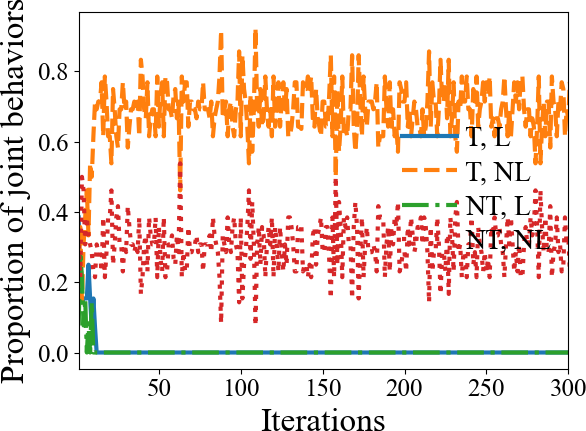 Proportion of joint behaviors
0.8
0.6
0.4
0.2
0.0
T, L
T, NL
NT, L
NT, NL
50
100
150
200
250
300
Iterations